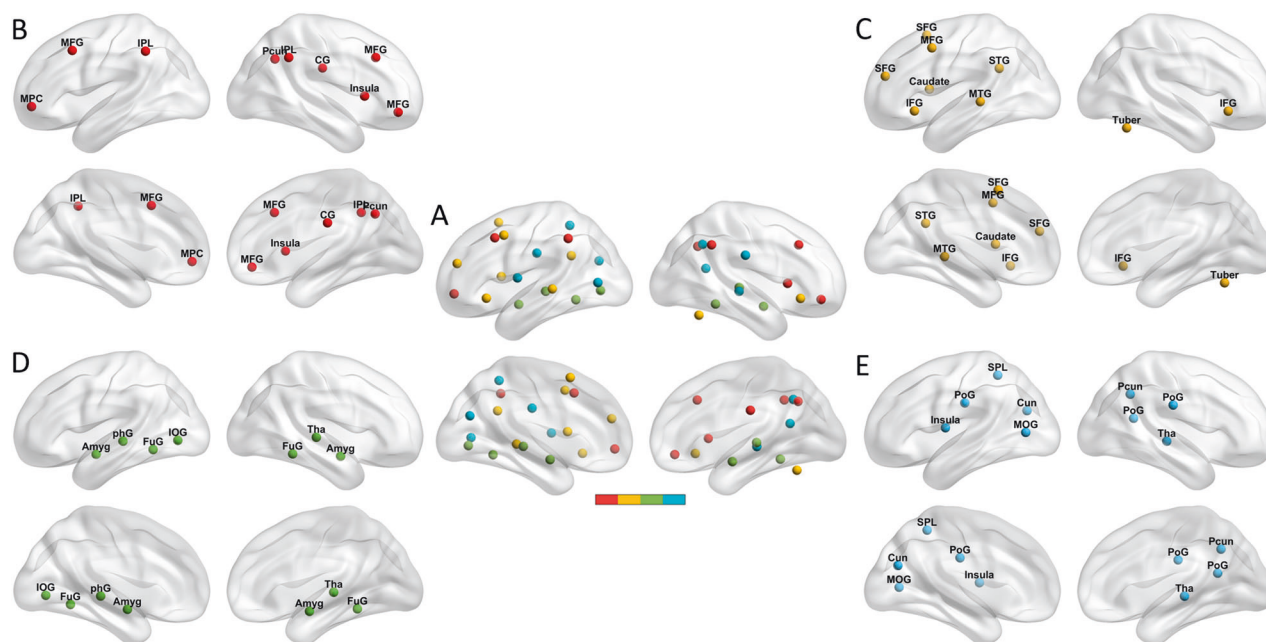 B
MFG
IPL
MPC
Pcun
IPL
CG
MFG
Insula
MFG
IPL
MFG
MPC
MFG
CG
IPL
Pcun
Insula
MFG
A
C
SFG
MFG
SFG
Caudate
STG
IFG
MTG
Tuber
IFG
SFG
MFG
STG
SFG
Caudate
MTG
IFG
IFG
Tuber
D
Amyg
phG
FuG
IOG
Tha
FuG
Amyg
IOG
FuG
phG
Amyg
Tha
Amyg
FuG
E
SPL
PoG
Cun
Insula
MOG
Pcun
PoG
PoG
Tha
SPL
Cun
PoG
MOG
Insula
PoG
Pcun
PoG
Tha